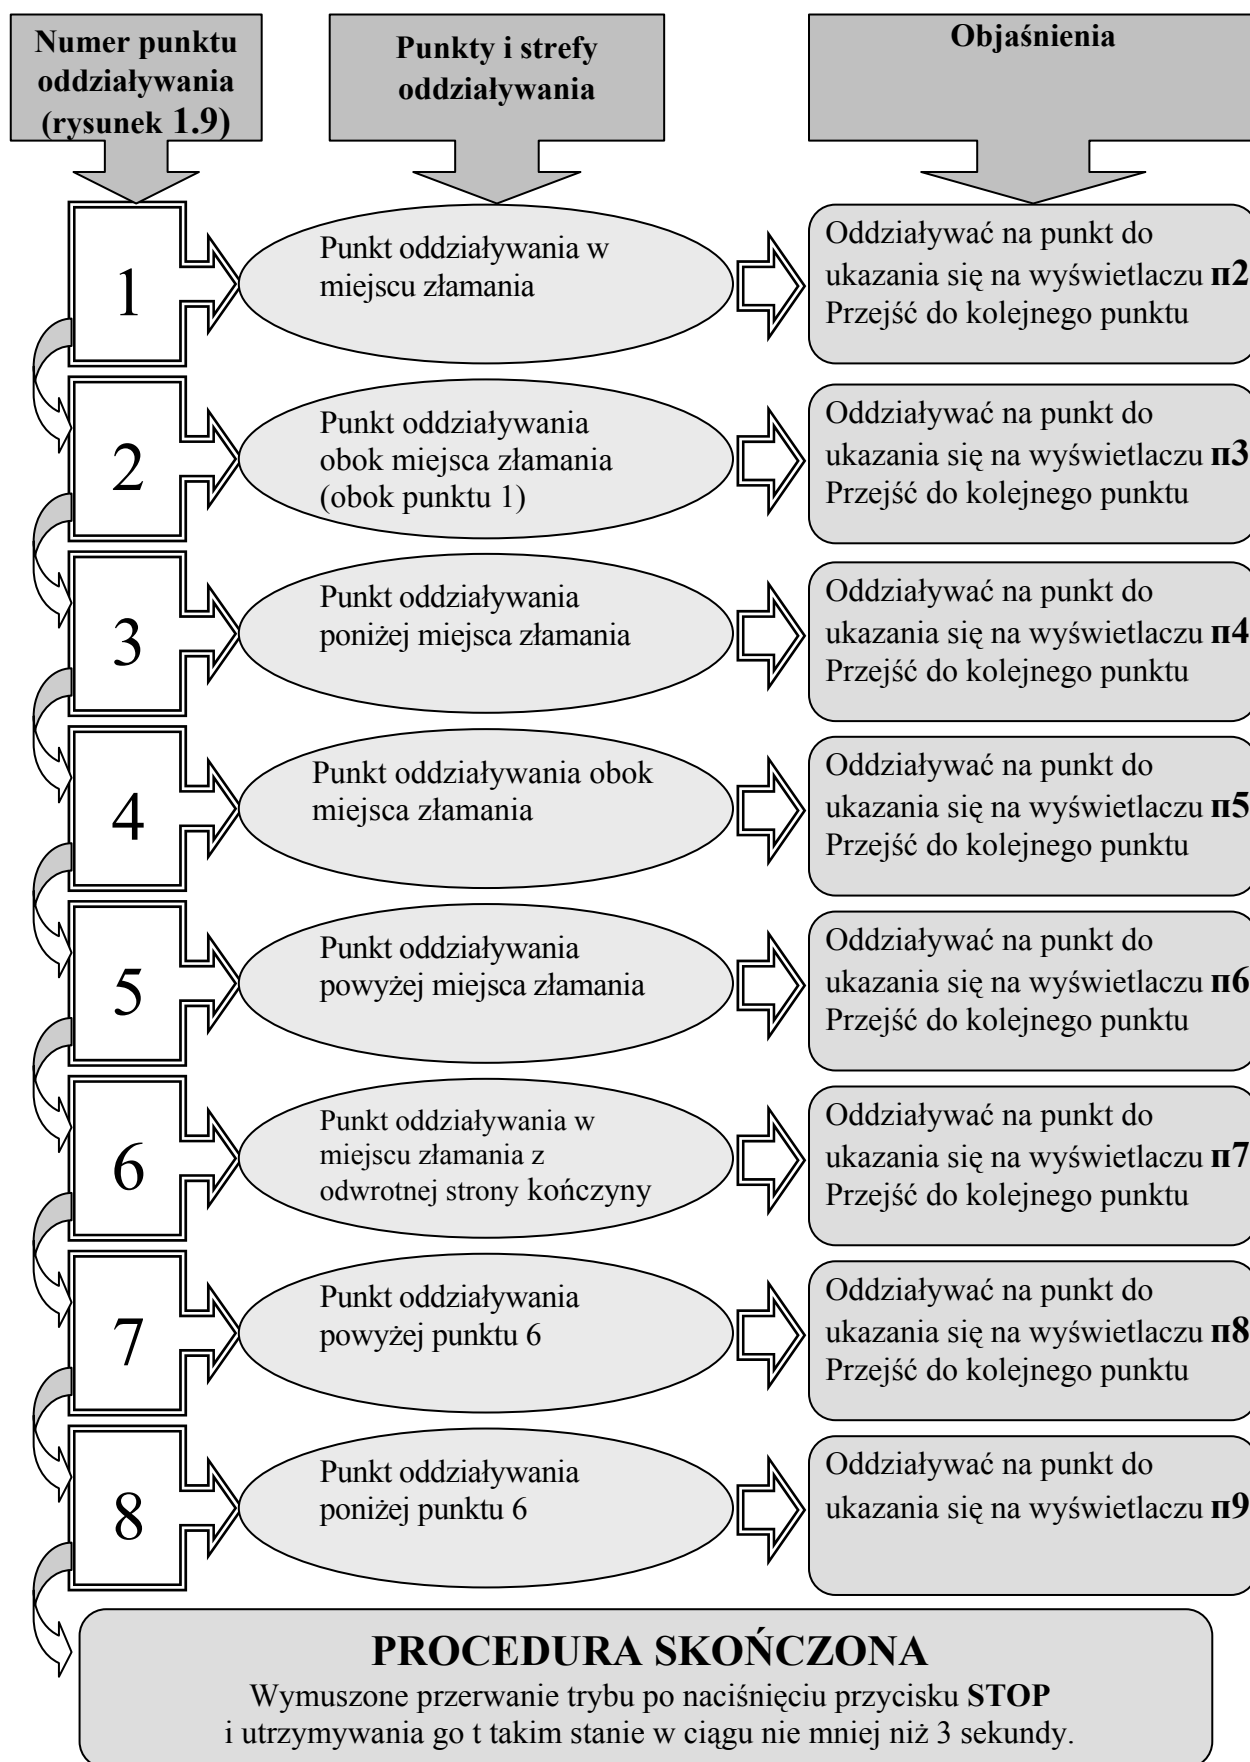 Numer punktu
oddziaływania
(rysunek 1.9)
Punkty i strefy
oddziaływania
Objaśnienia
1
Punkt oddziaływania w
miejscu złamania
Oddziaływać na punkt do
ukazania się na wyświetlaczu п2
Przejść do kolejnego punktu
2
Punkt oddziaływania
obok miejsca złamania
(obok punktu 1)
Oddziaływać na punkt do
ukazania się na wyświetlaczu п3
Przejść do kolejnego punktu
3
Punkt oddziaływania
poniżej miejsca złamania
Oddziaływać na punkt do
ukazania się na wyświetlaczu п4
Przejść do kolejnego punktu
4
Punkt oddziaływania obok
miejsca złamania
Oddziaływać na punkt do
ukazania się na wyświetlaczu п5
Przejść do kolejnego punktu
5
Punkt oddziaływania
powyżej miejsca złamania
Oddziaływać na punkt do
ukazania się na wyświetlaczu п6
Przejść do kolejnego punktu
6
Punkt oddziaływania w
miejscu złamania z
odwrotnej strony kończyny
Oddziaływać na punkt do
ukazania się na wyświetlaczu п7
Przejść do kolejnego punktu
7
Punkt oddziaływania
powyżej punktu 6
Oddziaływać na punkt do
ukazania się na wyświetlaczu п8
Przejść do kolejnego punktu
8
Punkt oddziaływania
poniżej punktu 6
Oddziaływać na punkt do
ukazania się na wyświetlaczu п9
PROCEDURA SKOŃCZONA
Wymuszone przerwanie trybu po naciśnięciu przycisku STOP
i utrzymywania go t takim stanie w ciągu nie mniej niż 3 sekundy.